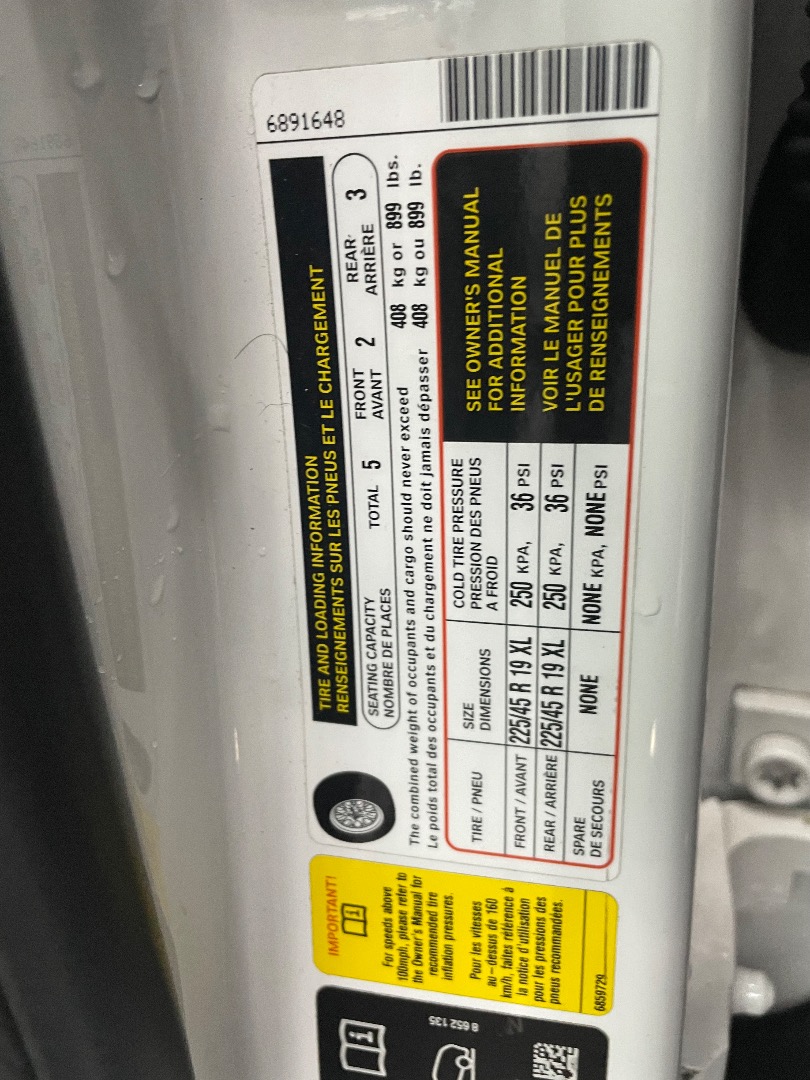 6891648
TIRE AND LOADING INFORMATION
RENSEIGNEMENTS SUR LES PNEUS ET LE CHARGEMENT
SEATING CAPACITY
NOMBRE DE PLACES
TOTAL 5
FRONT
AVANT 2
REAR
ARRIÈRE 3
The combined weight of occupants and cargo should never exceed 408 kg or 899 lbs.
Le poids total des occupants et du chargement ne doit jamais dépasser 408 kg ou 899 lb.
TIRE / PNEU
SIZE
DIMENSIONS
COLD TIRE PRESSURE
PRESSION DES PNEUS
A FROID
FRONT / AVANT 225/45 R 19 XL 250 KPA, 36 PSI
REAR / ARRIÈRE 225/45 R 19 XL 250 KPA, 36 PSI
SPARE
DE SECOURS
NONE NONE KPA, NONE PSI
SEE OWNER'S MANUAL
FOR ADDITIONAL
INFORMATION
VOIR LE MANUEL DE
L'USAGER POUR PLUS
DE RENSEIGNEMENTS
IMPORTANT!
For speeds above
100mph, please refer to
the Owner's Manual for
recommended tire
inflation pressures.
Pour les vitesses
au-dessus de 160
km/h, faites référence à
la notice d'utilisation
pour les pressions des
pneus recommandées.
6859729
8 652 135